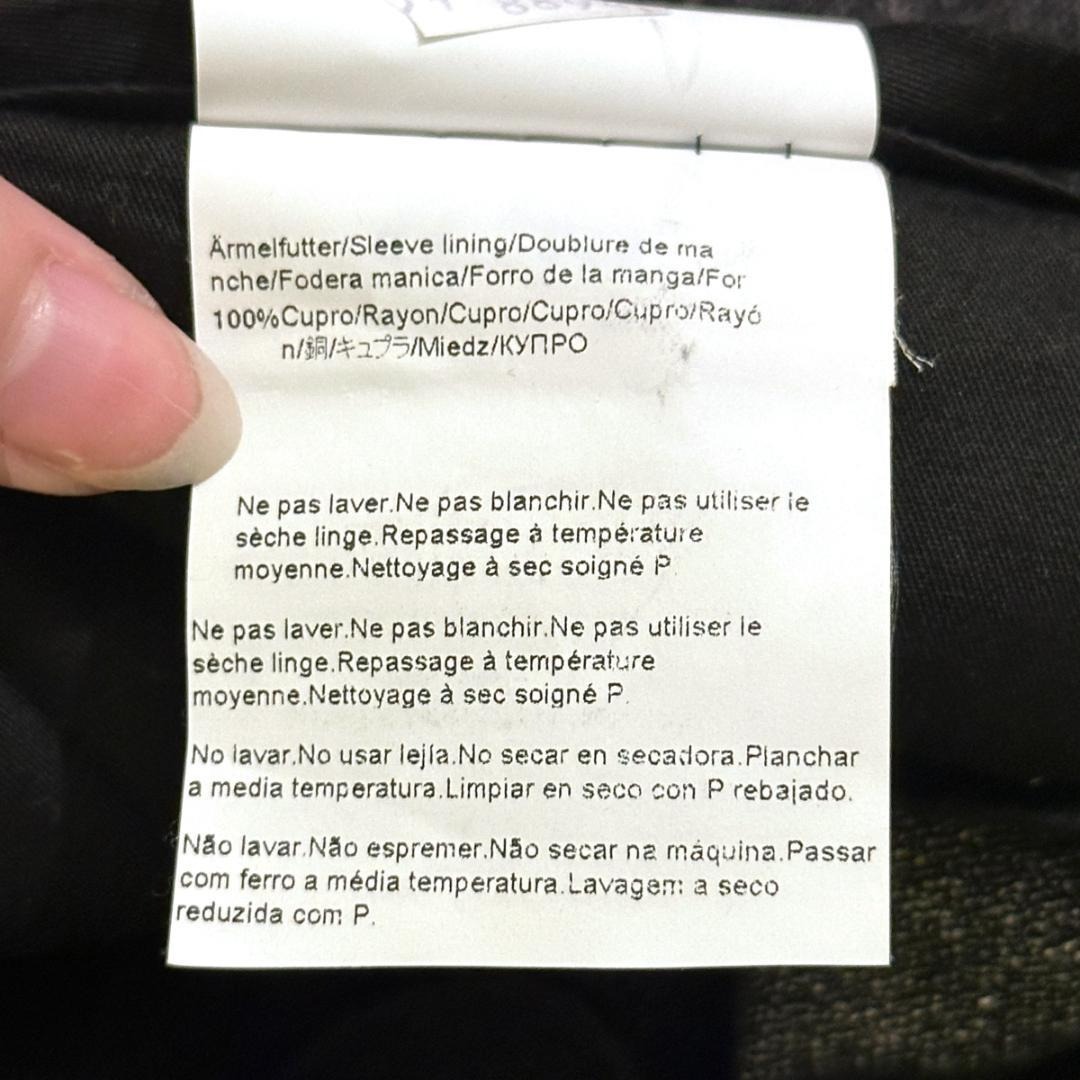 Ärmelfutter/Sleeve lining/Doublure de ma
nche/Fodera manica/Forro de la manga/For
100%Cupro/Rayon/Cupro/Cupro/Cupro/Rayó
n/銅/キュプラ/Miedz/КУПРО
Ne pas laver.Ne pas blanchir.Ne pas utiliser le
sèche linge.Repassage à température
moyenne.Nettoyage à sec soigné P.
Ne pas laver.Ne pas blanchir.Ne pas utiliser le
sèche linge.Repassage à température
moyenne.Nettoyage à sec soigné P.
No lavar.No usar lejía.No secar en secadora.Planchar
a media temperatura.Limpiar en seco con P rebajado.
Não lavar.Não espremer.Não secar na máquina.Passar
com ferro a média temperatura.Lavagem a seco
reduzida com P.